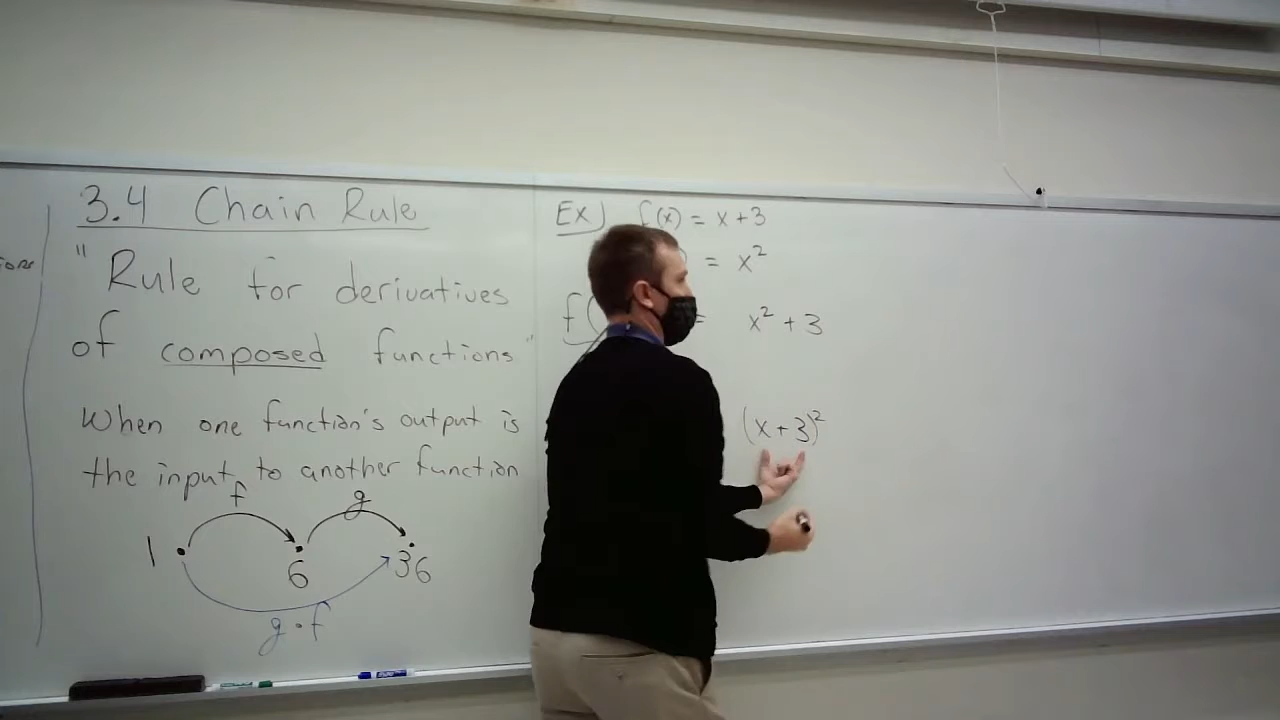 3.4 Chain Rule
"Rule for derivatives
of composed functions"
When one function's output is
the input to another function
f g
1 6 36
g∘f
Ex) f(x) = x + 3
) = x²
f( = x² + 3
(x + 3)²